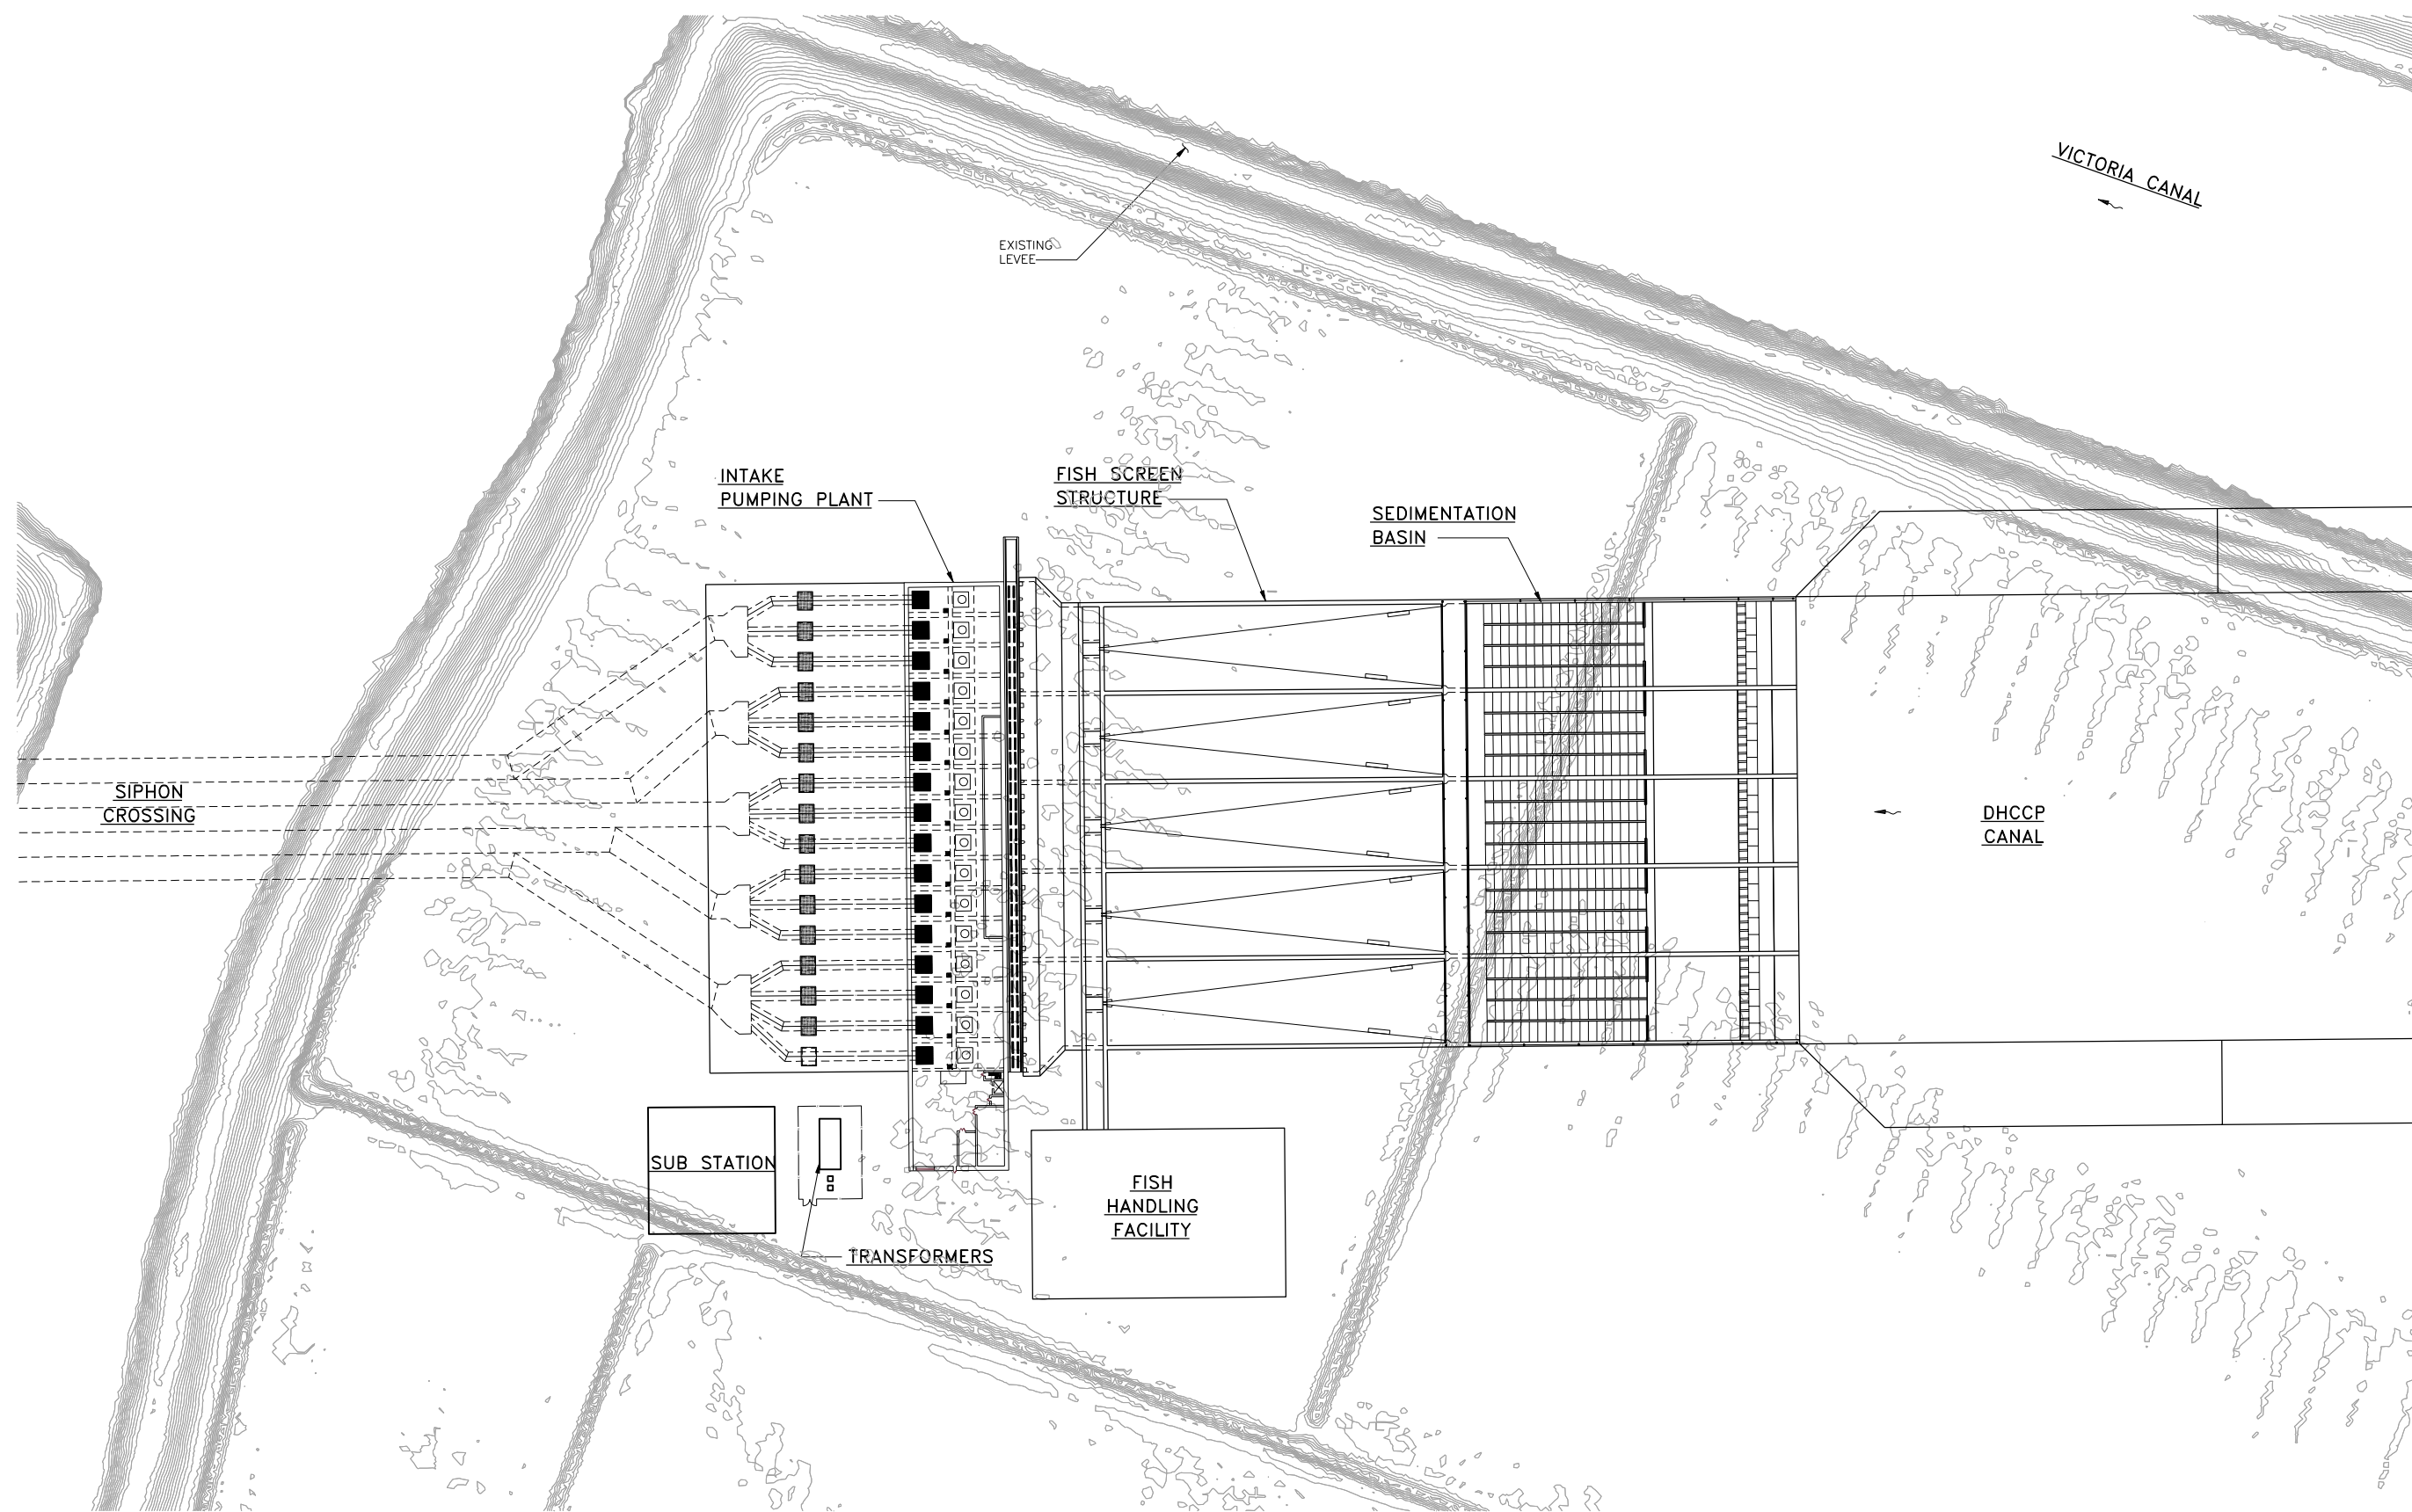 VICTORIA CANAL
EXISTING
LEVEE
INTAKE
PUMPING PLANT
FISH SCREEN
STRUCTURE
SEDIMENTATION
BASIN
SIPHON
CROSSING
DHCCP
CANAL
SUB STATION
FISH
HANDLING
FACILITY
TRANSFORMERS